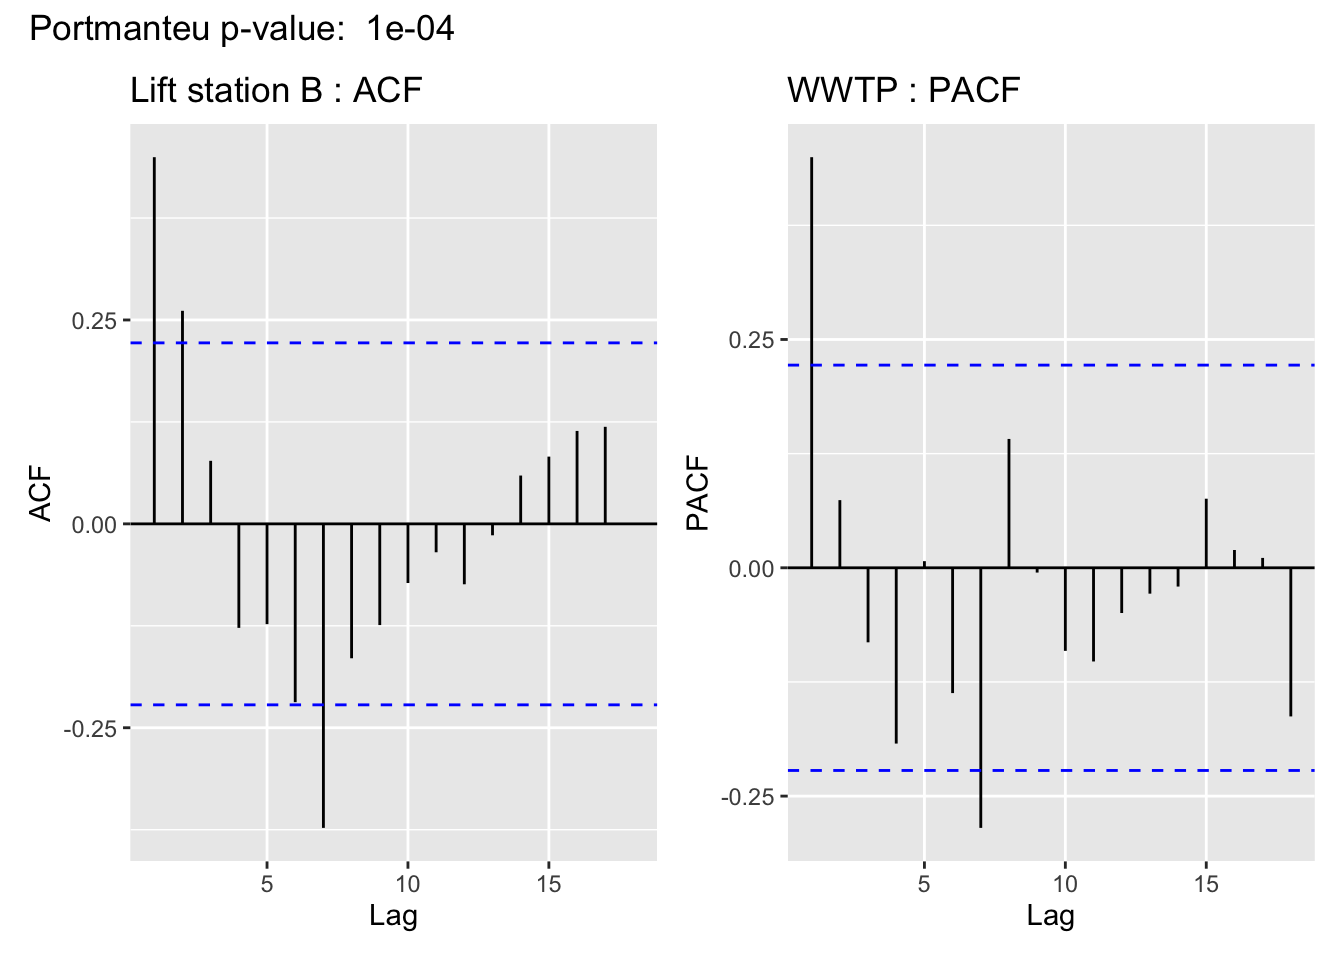 Portmanteu p-value:  1e-04
Lift station B : ACF
WWTP : PACF
ACF
0.25
0.00
-0.25
5
10
15
Lag
PACF
0.25
0.00
-0.25
5
10
15
Lag